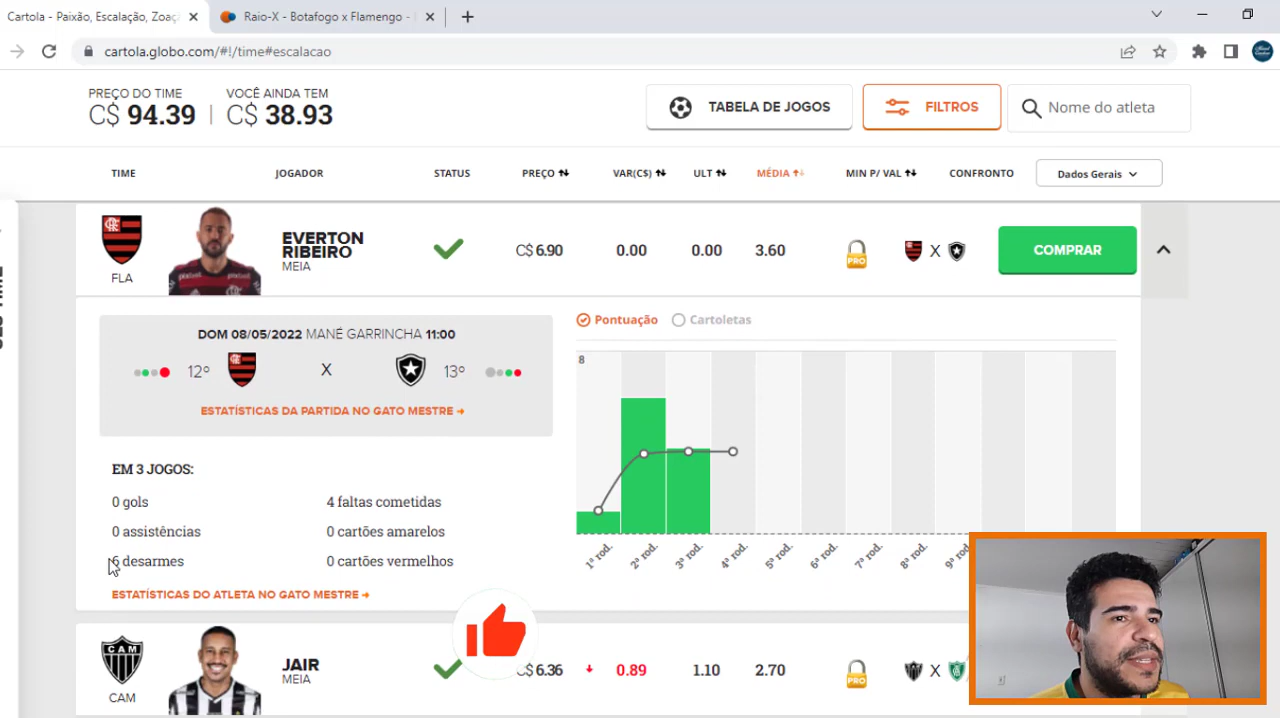 Cartola - Paixão, Escalação, Zoaç
Raio-X - Botafogo x Flamengo -
cartola.globo.com/#!/time#escalacao
PREÇO DO TIME
C$ 94.39
VOCÊ AINDA TEM
C$ 38.93
TABELA DE JOGOS
FILTROS
Nome do atleta
TIME JOGADOR STATUS PREÇO VAR(C$) ULT MÉDIA MIN P/ VAL CONFRONTO Dados Gerais
FLA
EVERTON
RIBEIRO
MEIA
C$ 6.90 0.00 0.00 3.60 PRO X COMPRAR
DOM 08/05/2022 MANÉ GARRINCHA 11:00
12º X 13º
ESTATÍSTICAS DA PARTIDA NO GATO MESTRE
EM 3 JOGOS:
0 gols 4 faltas cometidas
0 assistências 0 cartões amarelos
6 desarmes 0 cartões vermelhos
ESTATÍSTICAS DO ATLETA NO GATO MESTRE
Pontuação Cartoletas
8
1ª rod. 2ª rod. 3ª rod. 4ª rod. 5ª rod. 6ª rod. 7ª rod. 8ª rod. 9ª rod.
CAM
JAIR
MEIA
C$ 6.36 0.89 1.10 2.70 PRO X